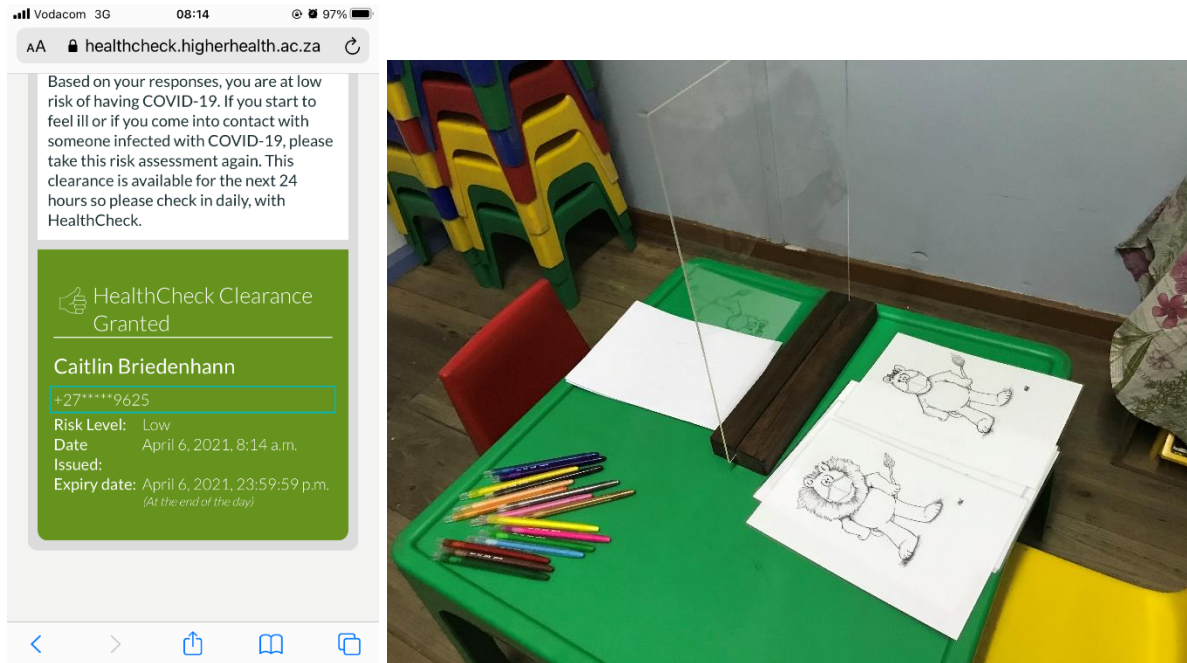 Vodacom 3G 08:14 97%
AA healthcheck.higherhealth.ac.za
Based on your responses, you are at low
risk of having COVID-19. If you start to
feel ill or if you come into contact with
someone infected with COVID-19, please
take this risk assessment again. This
clearance is available for the next 24
hours so please check in daily, with
HealthCheck.
HealthCheck Clearance
Granted
Caitlin Briedenhann
+27*****9625
Risk Level: Low
Date April 6, 2021, 8:14 a.m.
Issued:
Expiry date: April 6, 2021, 23:59:59 p.m.
(At the end of the day)